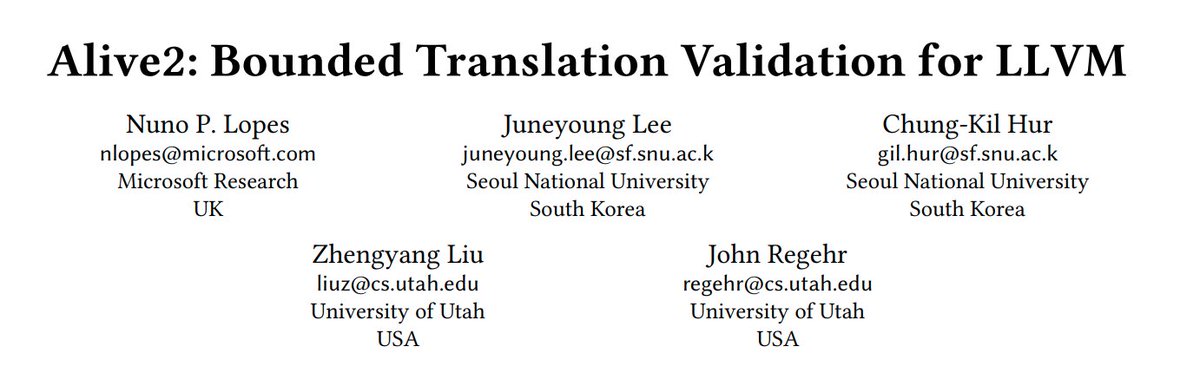 Alive2: Bounded Translation Validation for LLVM
Nuno P. Lopes
nlopes@microsoft.com
Microsoft Research
UK
Juneyoung Lee
juneyoung.lee@sf.snu.ac.k
Seoul National University
South Korea
Chung-Kil Hur
gil.hur@sf.snu.ac.k
Seoul National University
South Korea
Zhengyang Liu
liuz@cs.utah.edu
University of Utah
USA
John Regehr
regehr@cs.utah.edu
University of Utah
USA